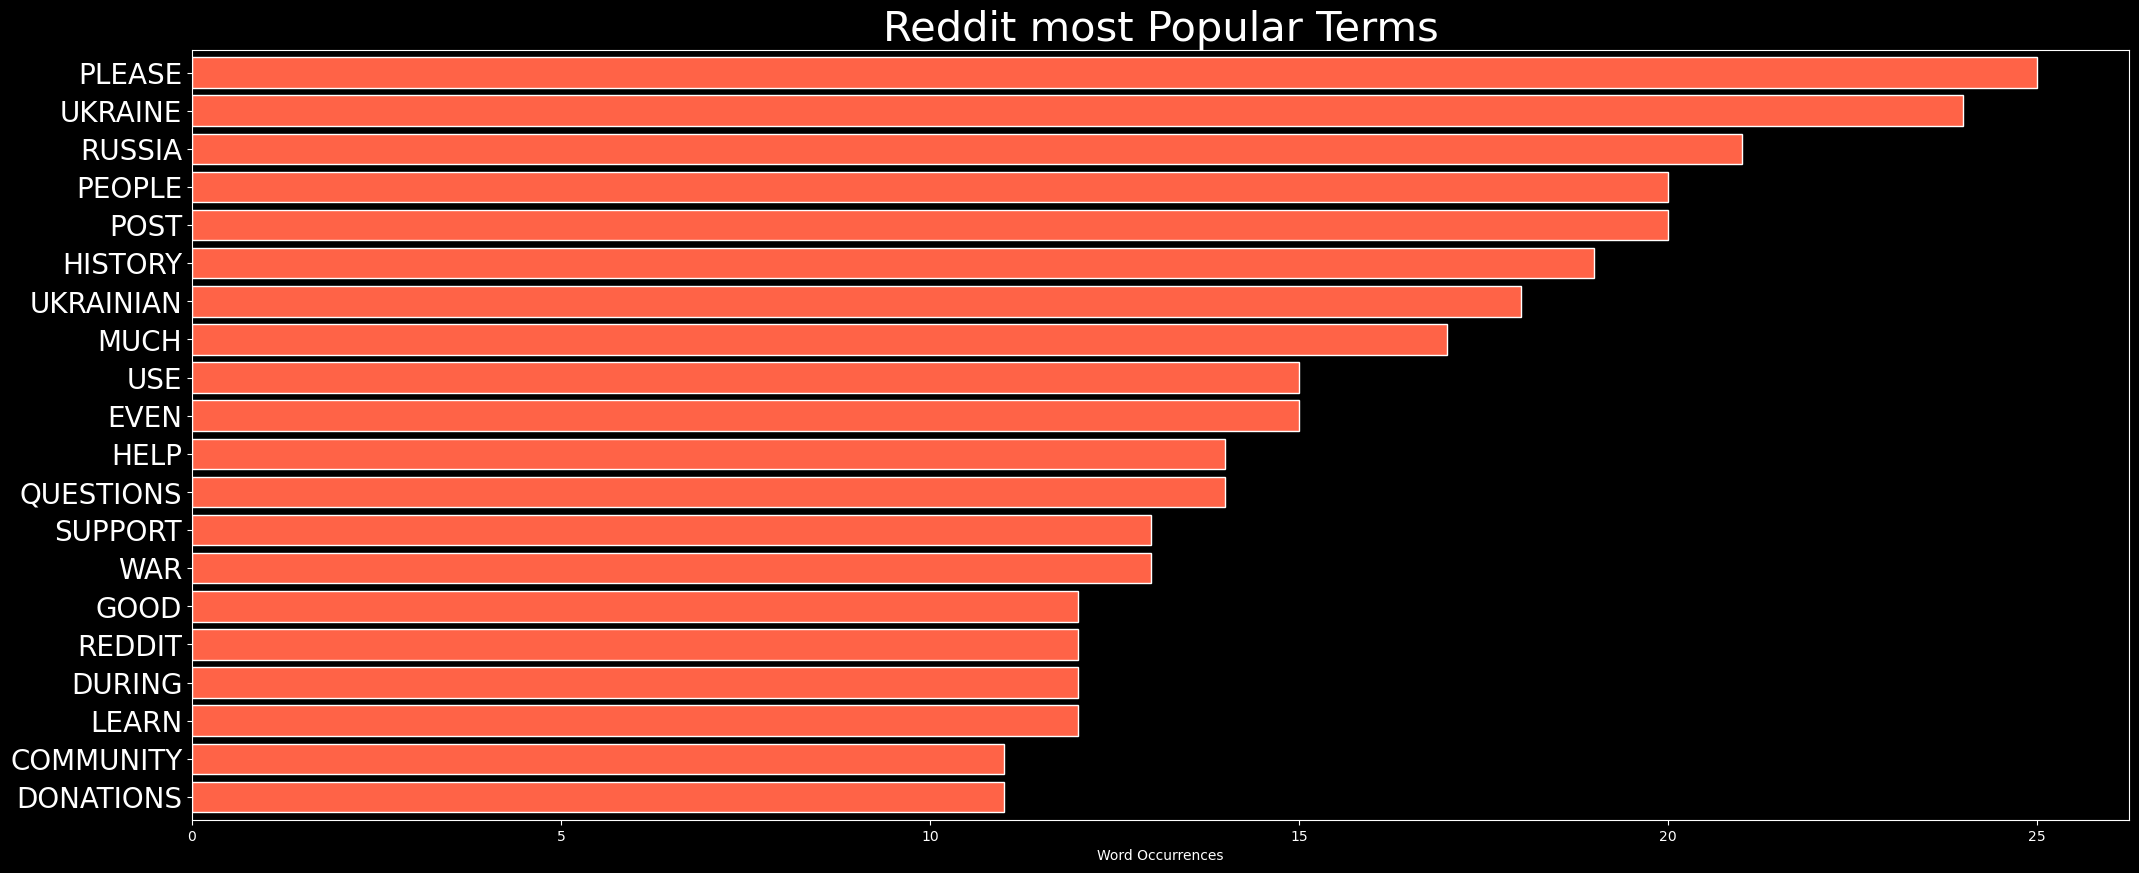 Reddit most Popular Terms
PLEASE
UKRAINE
RUSSIA
PEOPLE
POST
HISTORY
UKRAINIAN
MUCH
USE
EVEN
HELP
QUESTIONS
SUPPORT
WAR
GOOD
REDDIT
DURING
LEARN
COMMUNITY
DONATIONS
0 5 10 15 20 25
Word Occurrences